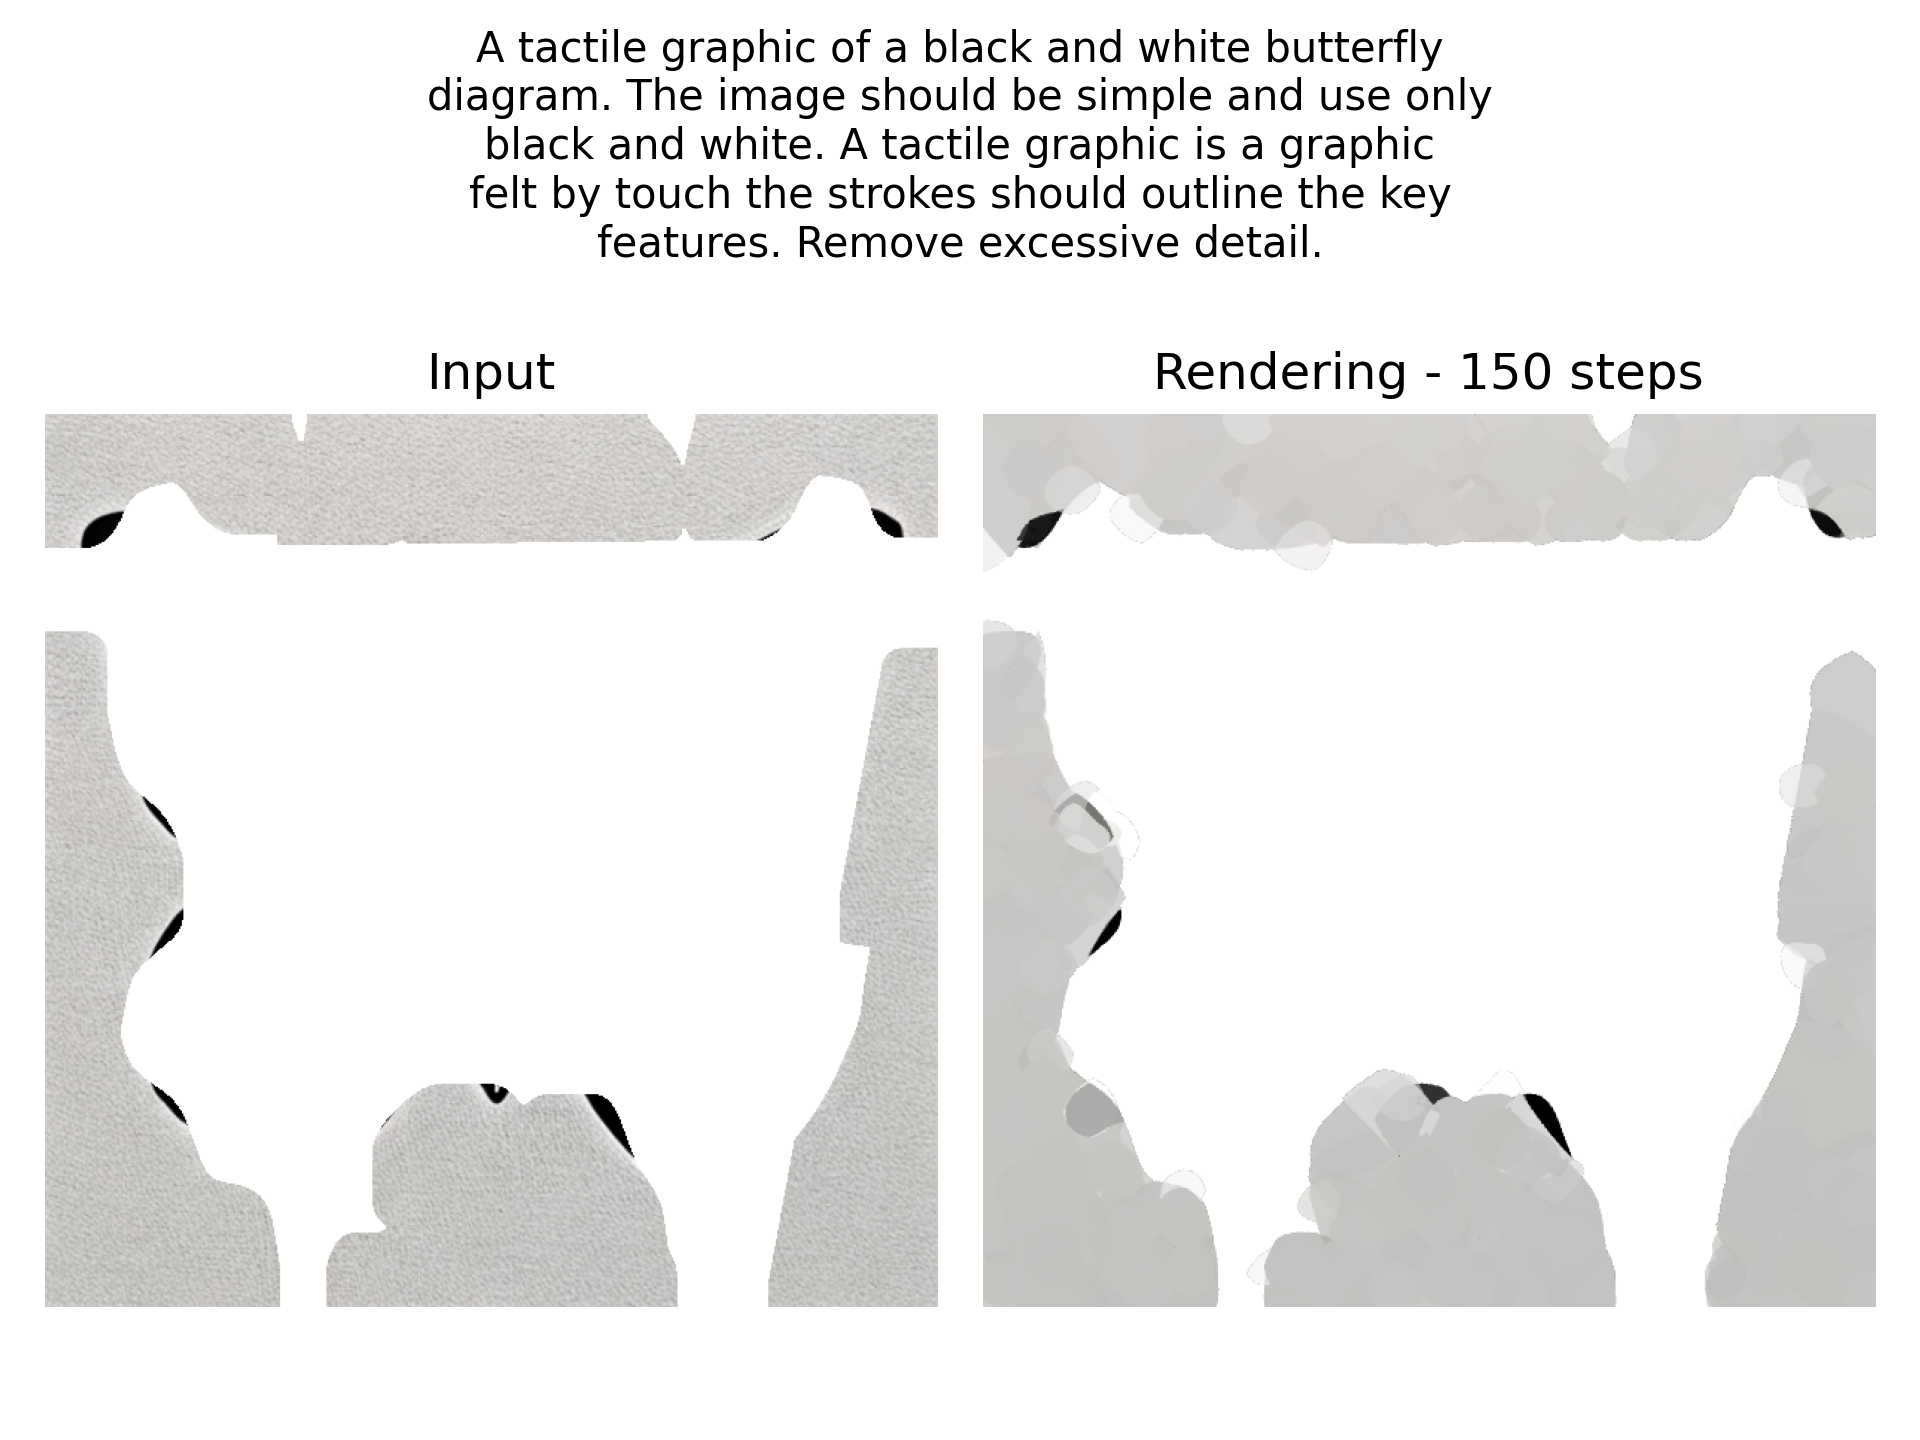 A tactile graphic of a black and white butterfly
diagram. The image should be simple and use only
black and white. A tactile graphic is a graphic
felt by touch the strokes should outline the key
features. Remove excessive detail.
Input
Rendering - 150 steps